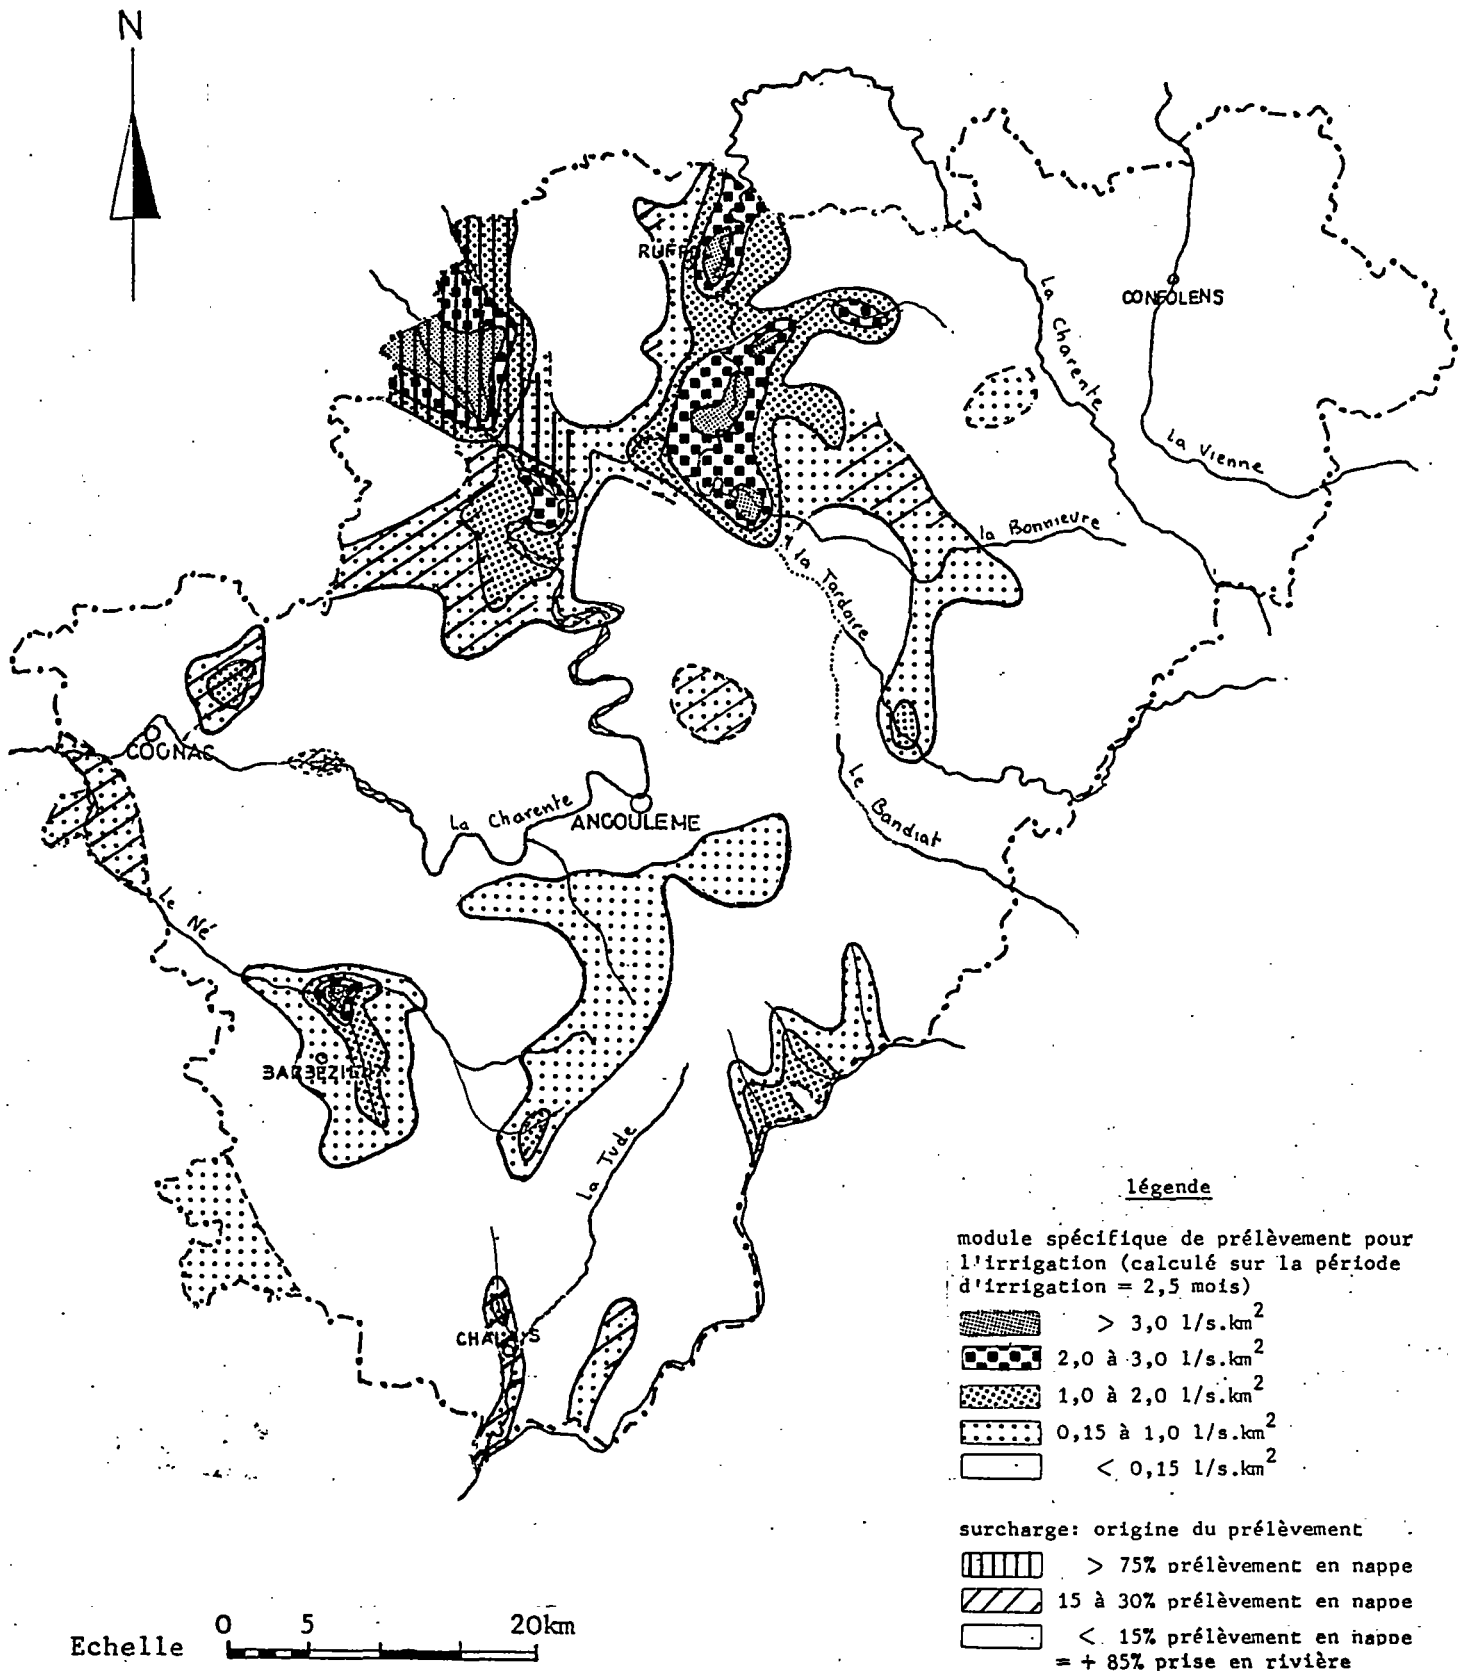 N
RUFF
CONFOLENS
La Charente
La Vienne
la Bonnieure
la Tardoire
COGNAC
La Charente
ANGOULEME
Le Bandiat
Le Né
BARBEZIEUX
La Tude
CHALAIS
légende
module spécifique de prélèvement pour
l'irrigation (calculé sur la période
d'irrigation = 2,5 mois)
> 3,0 l/s.km²
2,0 à 3,0 l/s.km²
1,0 à 2,0 l/s.km²
0,15 à 1,0 l/s.km²
< 0,15 l/s.km²
surcharge: origine du prélèvement
> 75% prélèvement en nappe
15 à 30% prélèvement en nappe
< 15% prélèvement en nappe
= + 85% prise en rivière
0 5 20km
Echelle